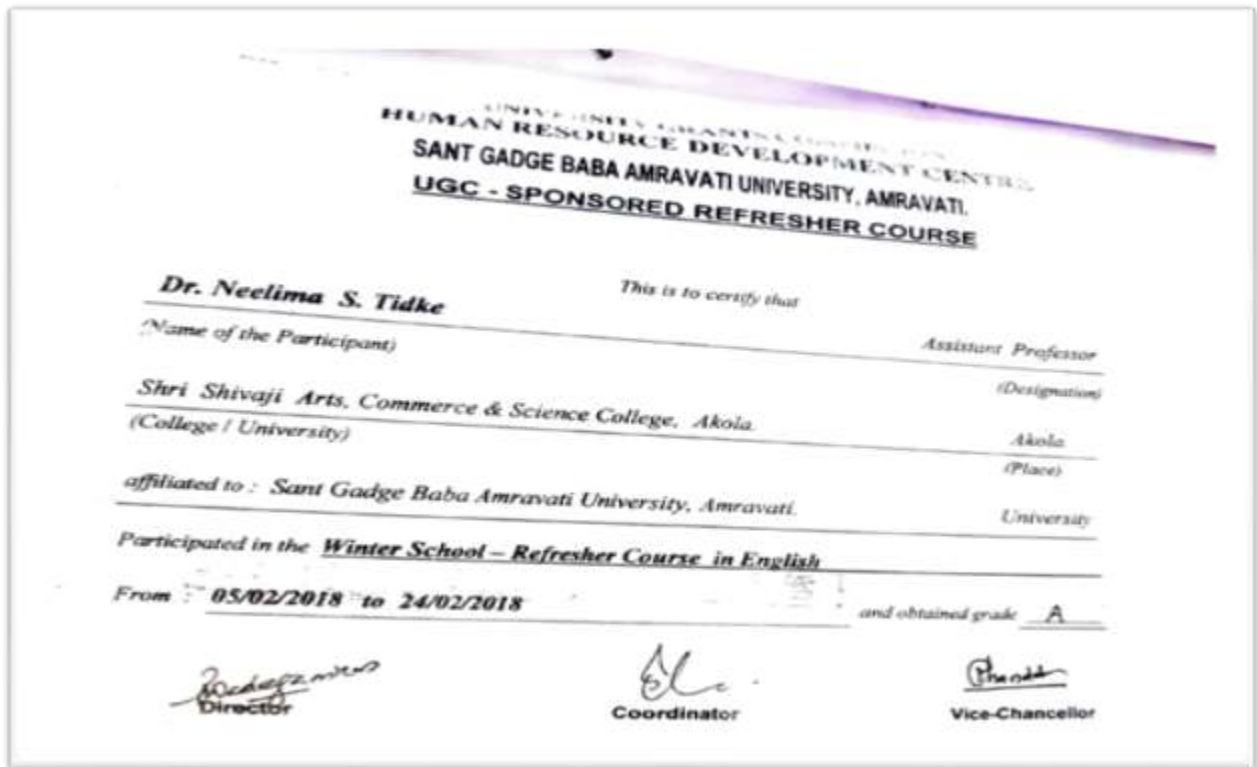 UNIVERSITY GRANTS
HUMAN RESOURCE DEVELOPMENT CENTRE
SANT GADGE BABA AMRAVATI UNIVERSITY, AMRAVATI.
UGC - SPONSORED REFRESHER COURSE
This is to certify that
Dr. Neelima S. Tidke Assistant Professor
(Name of the Participant) (Designation)
Shri Shivaji Arts, Commerce & Science College, Akola. Akola
(College / University) (Place)
affiliated to : Sant Gadge Baba Amravati University, Amravati. University
Participated in the Winter School – Refresher Course in English
From : 05/02/2018 to 24/02/2018 and obtained grade A
Director Coordinator Vice-Chancellor